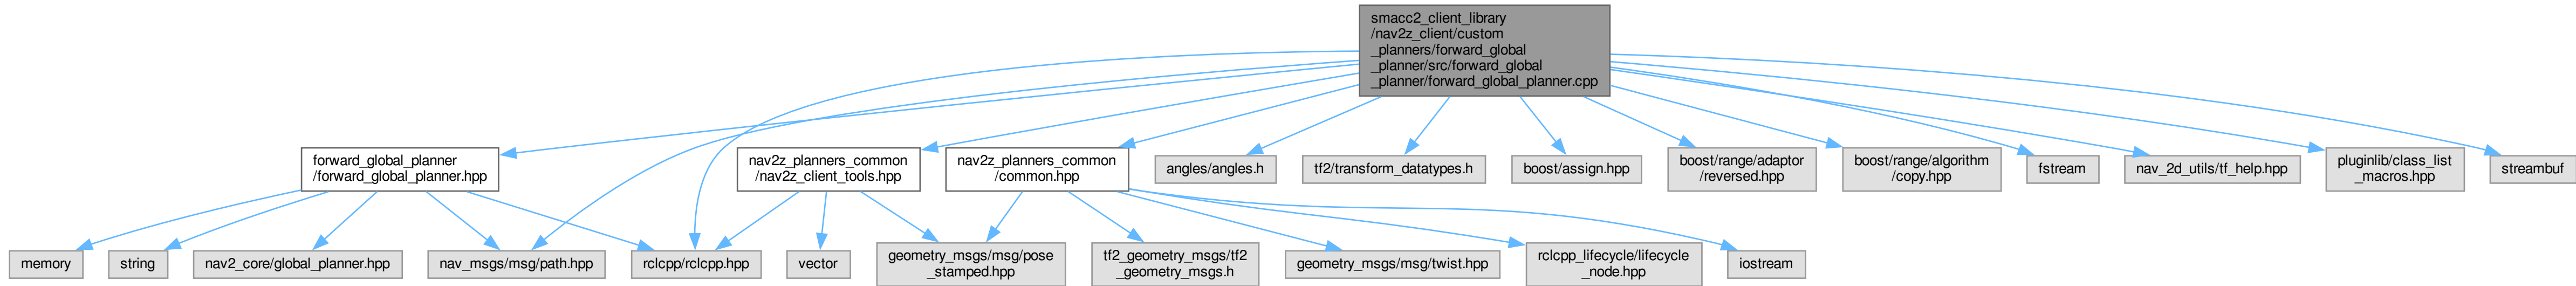 smacc2_client_library
/nav2z_client/custom
_planners/forward_global
_planner/src/forward_global
_planner/forward_global_planner.cpp
forward_global_planner
/forward_global_planner.hpp
nav2z_planners_common
/nav2z_client_tools.hpp
nav2z_planners_common
/common.hpp
angles/angles.h
tf2/transform_datatypes.h
boost/assign.hpp
boost/range/adaptor
/reversed.hpp
boost/range/algorithm
/copy.hpp
fstream
nav_2d_utils/tf_help.hpp
pluginlib/class_list
_macros.hpp
streambuf
memory
string
nav2_core/global_planner.hpp
nav_msgs/msg/path.hpp
rclcpp/rclcpp.hpp
vector
geometry_msgs/msg/pose
_stamped.hpp
tf2_geometry_msgs/tf2
_geometry_msgs.h
geometry_msgs/msg/twist.hpp
rclcpp_lifecycle/lifecycle
_node.hpp
iostream